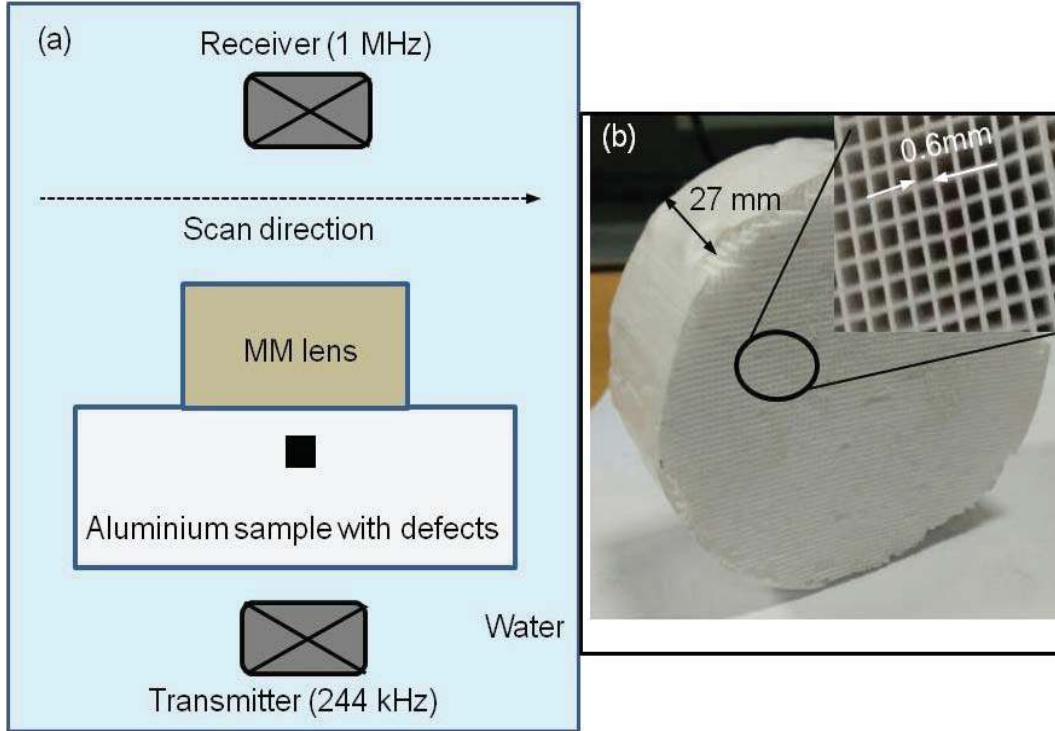 (a)
Receiver (1 MHz)
Scan direction
MM lens
Aluminium sample with defects
Water
Transmitter (244 kHz)
(b)
0.6mm
27 mm